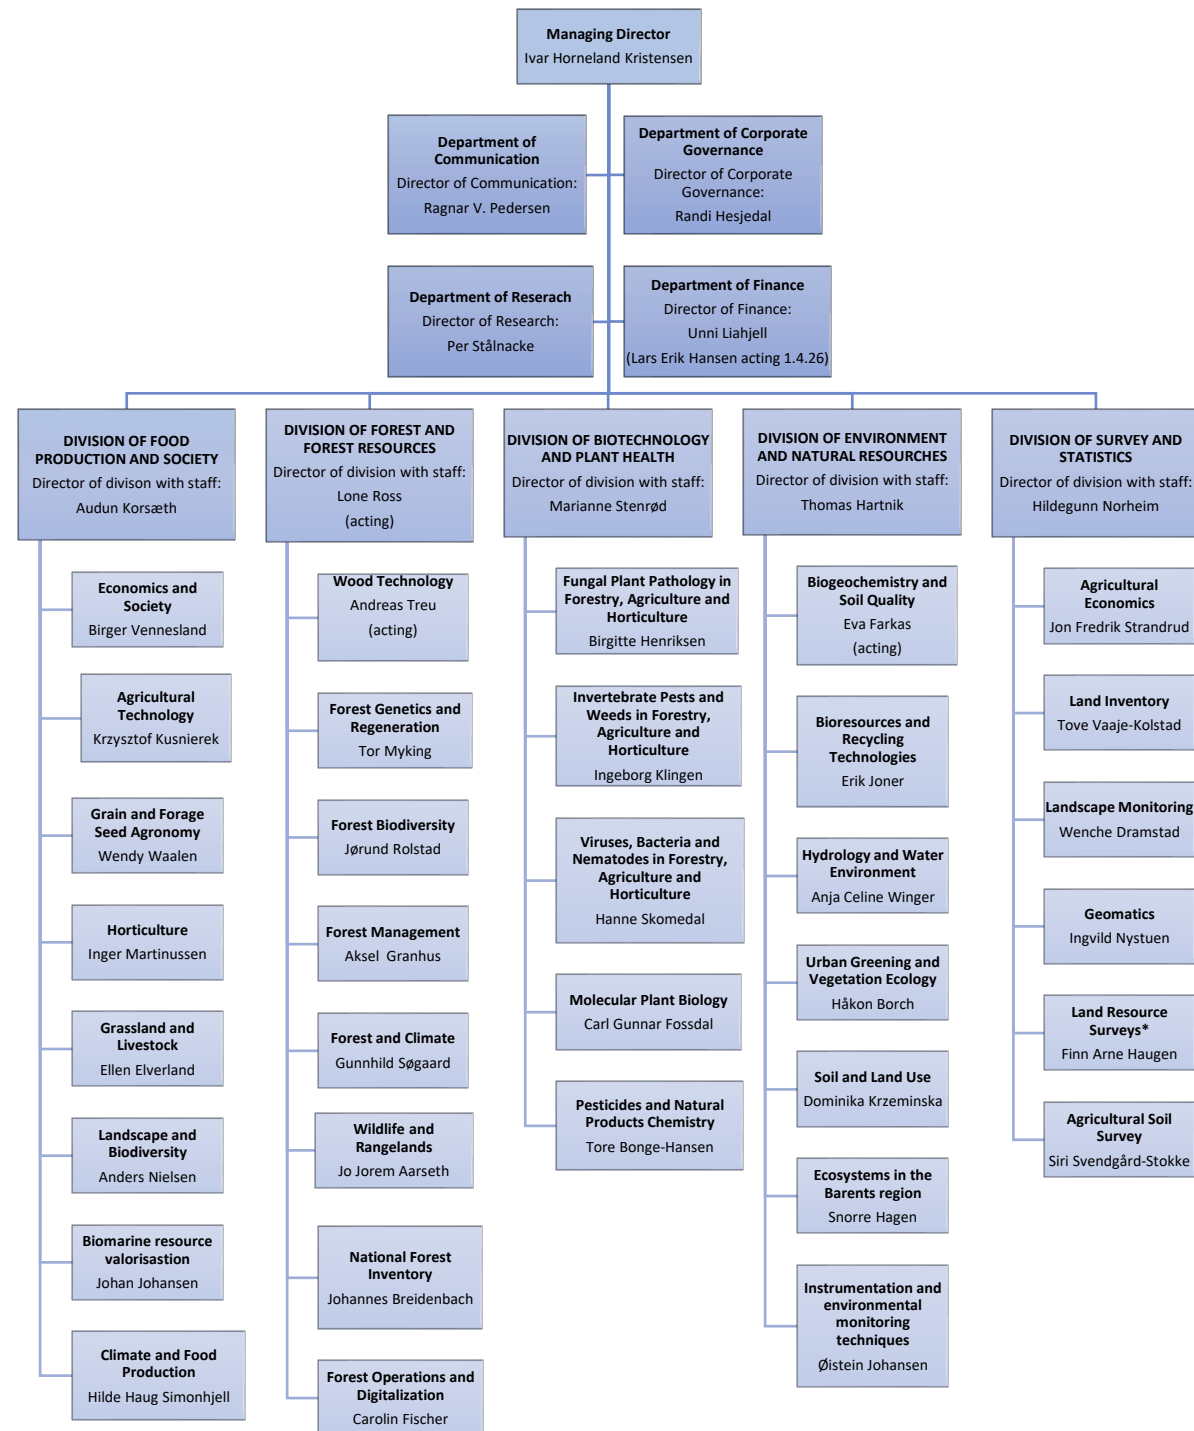 Managing Director
Ivar Horneland Kristensen
Department of
Communication
Director of Communication:
Ragnar V. Pedersen
Department of Corporate
Governance
Director of Corporate
Governance:
Randi Hesjedal
Department of Reserach
Director of Research:
Per Stålnacke
Department of Finance
Director of Finance:
Unni Liahjell
(Lars Erik Hansen acting 1.4.26)
DIVISION OF FOOD
PRODUCTION AND SOCIETY
Director of divison with staff:
Audun Korsæth
Economics and
Society
Birger Vennesland
Agricultural
Technology
Krzysztof Kusnierek
Grain and Forage
Seed Agronomy
Wendy Waalen
Horticulture
Inger Martinussen
Grassland and
Livestock
Ellen Elverland
Landscape and
Biodiversity
Anders Nielsen
Biomarine resource
valorisastion
Johan Johansen
Climate and Food
Production
Hilde Haug Simonhjell
DIVISION OF FOREST AND
FOREST RESOURCES
Director of division with staff:
Lone Ross
(acting)
Wood Technology
Andreas Treu
(acting)
Forest Genetics and
Regeneration
Tor Myking
Forest Biodiversity
Jørund Rolstad
Forest Management
Aksel  Granhus
Forest and Climate
Gunnhild Søgaard
Wildlife and
Rangelands
Jo Jorem Aarseth
National Forest
Inventory
Johannes Breidenbach
Forest Operations and
Digitalization
Carolin Fischer
DIVISION OF BIOTECHNOLOGY
AND PLANT HEALTH
Director of division with staff:
Marianne Stenrød
Fungal Plant Pathology in
Forestry, Agriculture and
Horticulture
Birgitte Henriksen
Invertebrate Pests and
Weeds in Forestry,
Agriculture and
Horticulture
Ingeborg Klingen
Viruses, Bacteria and
Nematodes in Forestry,
Agriculture and
Horticulture
Hanne Skomedal
Molecular Plant Biology
Carl Gunnar Fossdal
Pesticides and Natural
Products Chemistry
Tore Bonge-Hansen
DIVISION OF ENVIRONMENT
AND NATURAL RESOURCHES
Director of division with staff:
Thomas Hartnik
Biogeochemistry and
Soil Quality
Eva Farkas
(acting)
Bioresources and
Recycling
Technologies
Erik Joner
Hydrology and Water
Environment
Anja Celine Winger
Urban Greening and
Vegetation Ecology
Håkon Borch
Soil and Land Use
Dominika Krzeminska
Ecosystems in the
Barents region
Snorre Hagen
Instrumentation and
environmental
monitoring
techniques
Øistein Johansen
DIVISION OF SURVEY AND
STATISTICS
Director of division with staff:
Hildegunn Norheim
Agricultural
Economics
Jon Fredrik Strandrud
Land Inventory
Tove Vaaje-Kolstad
Landscape Monitoring
Wenche Dramstad
Geomatics
Ingvild Nystuen
Land Resource
Surveys*
Finn Arne Haugen
Agricultural Soil
Survey
Siri Svendgård-Stokke